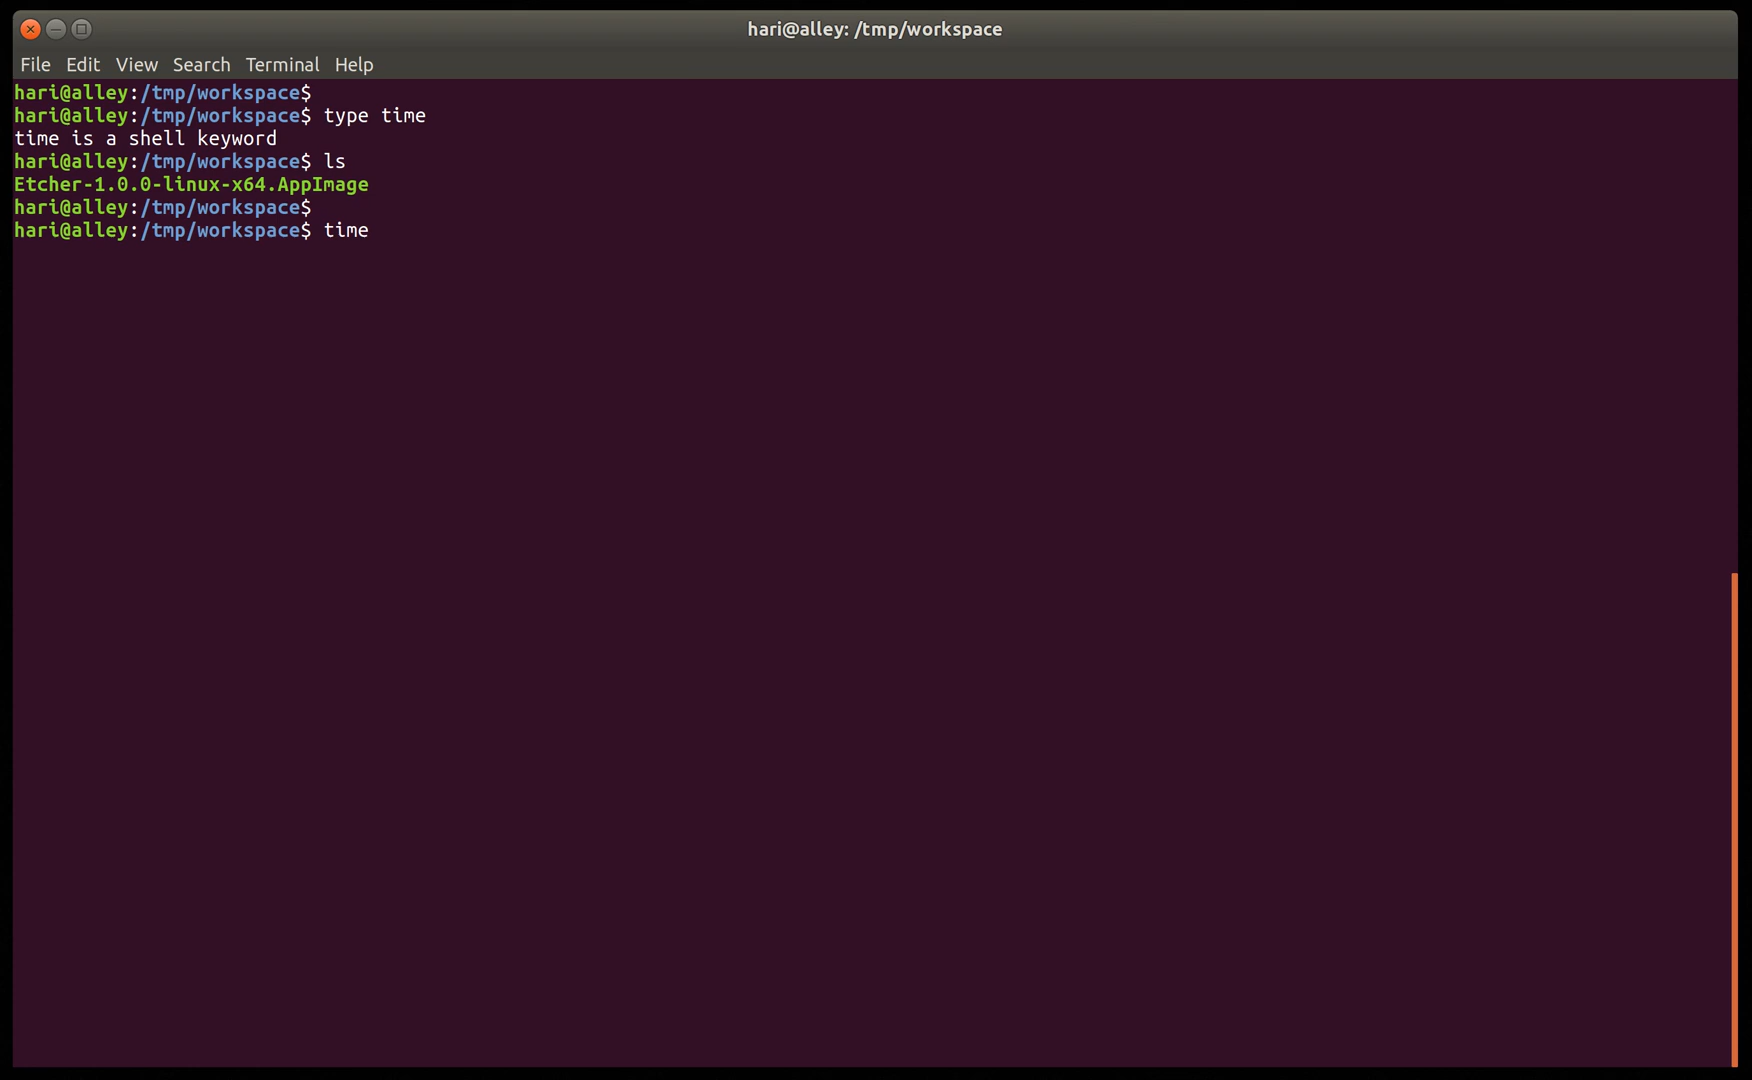 hari@alley: /tmp/workspace
File Edit View Search Terminal Help
hari@alley:/tmp/workspace$
hari@alley:/tmp/workspace$ type time
time is a shell keyword
hari@alley:/tmp/workspace$ ls
Etcher-1.0.0-linux-x64.AppImage
hari@alley:/tmp/workspace$
hari@alley:/tmp/workspace$ time